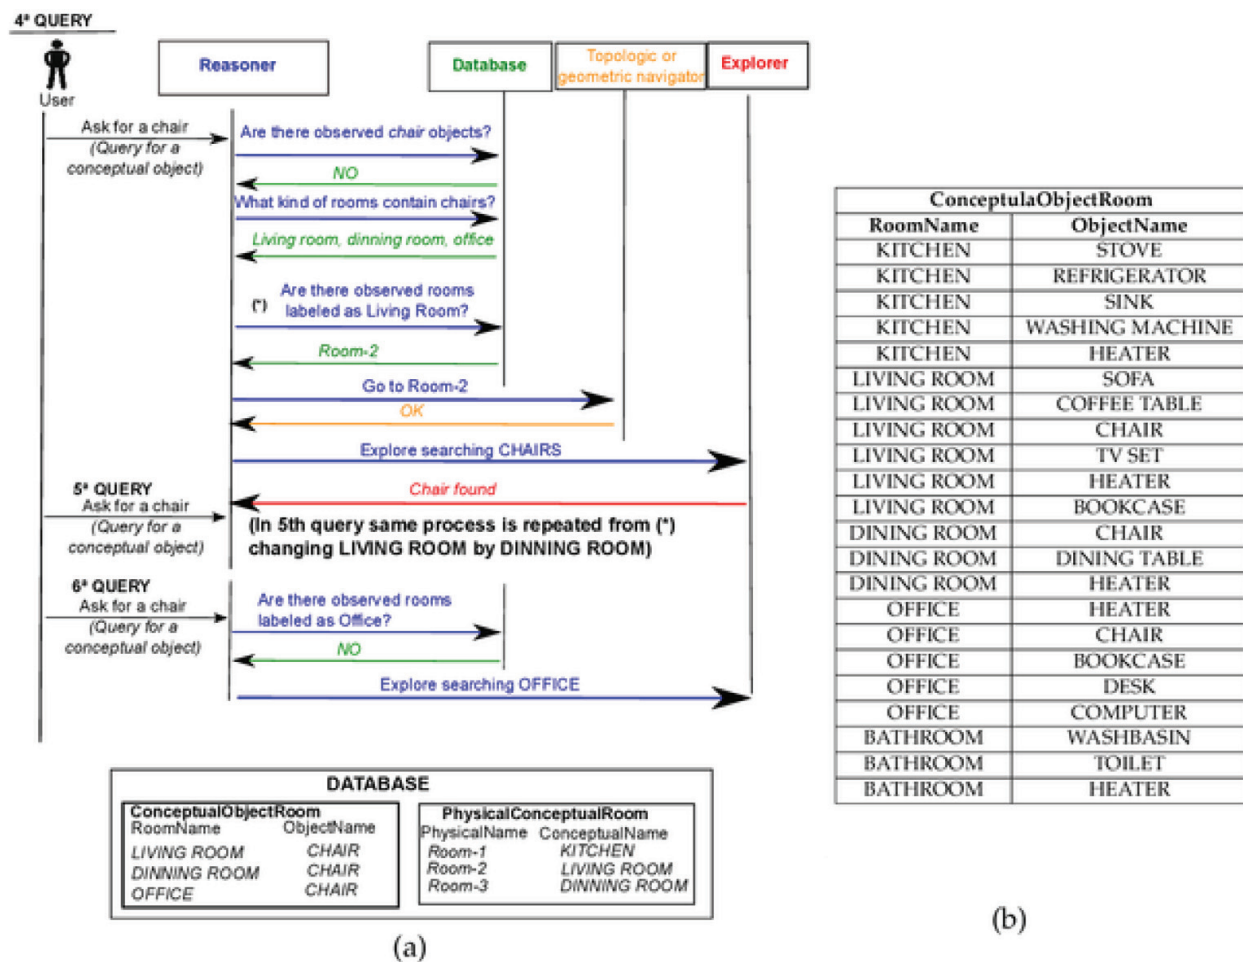 4ª QUERY
User
Reasoner
Database
Topologic or
geometric navigator
Explorer
Ask for a chair
(Query for a
conceptual object)
Are there observed chair objects?
NO
What kind of rooms contain chairs?
Living room, dinning room, office
(*) Are there observed rooms
labeled as Living Room?
Room-2
Go to Room-2
OK
Explore searching CHAIRS
Chair found
5ª QUERY
Ask for a chair
(Query for a
conceptual object)
(In 5th query same process is repeated from (*)
changing LIVING ROOM by DINNING ROOM)
6ª QUERY
Ask for a chair
(Query for a
conceptual object)
Are there observed rooms
labeled as Office?
NO
Explore searching OFFICE
DATABASE
ConceptualObjectRoom
RoomName ObjectName
LIVING ROOM CHAIR
DINNING ROOM CHAIR
OFFICE CHAIR
PhysicalConceptualRoom
PhysicalName ConceptualName
Room-1 KITCHEN
Room-2 LIVING ROOM
Room-3 DINNING ROOM
(a)
ConceptulaObjectRoom
RoomName ObjectName
KITCHEN STOVE
KITCHEN REFRIGERATOR
KITCHEN SINK
KITCHEN WASHING MACHINE
KITCHEN HEATER
LIVING ROOM SOFA
LIVING ROOM COFFEE TABLE
LIVING ROOM CHAIR
LIVING ROOM TV SET
LIVING ROOM HEATER
LIVING ROOM BOOKCASE
DINING ROOM CHAIR
DINING ROOM DINING TABLE
DINING ROOM HEATER
OFFICE HEATER
OFFICE CHAIR
OFFICE BOOKCASE
OFFICE DESK
OFFICE COMPUTER
BATHROOM WASHBASIN
BATHROOM TOILET
BATHROOM HEATER
(b)